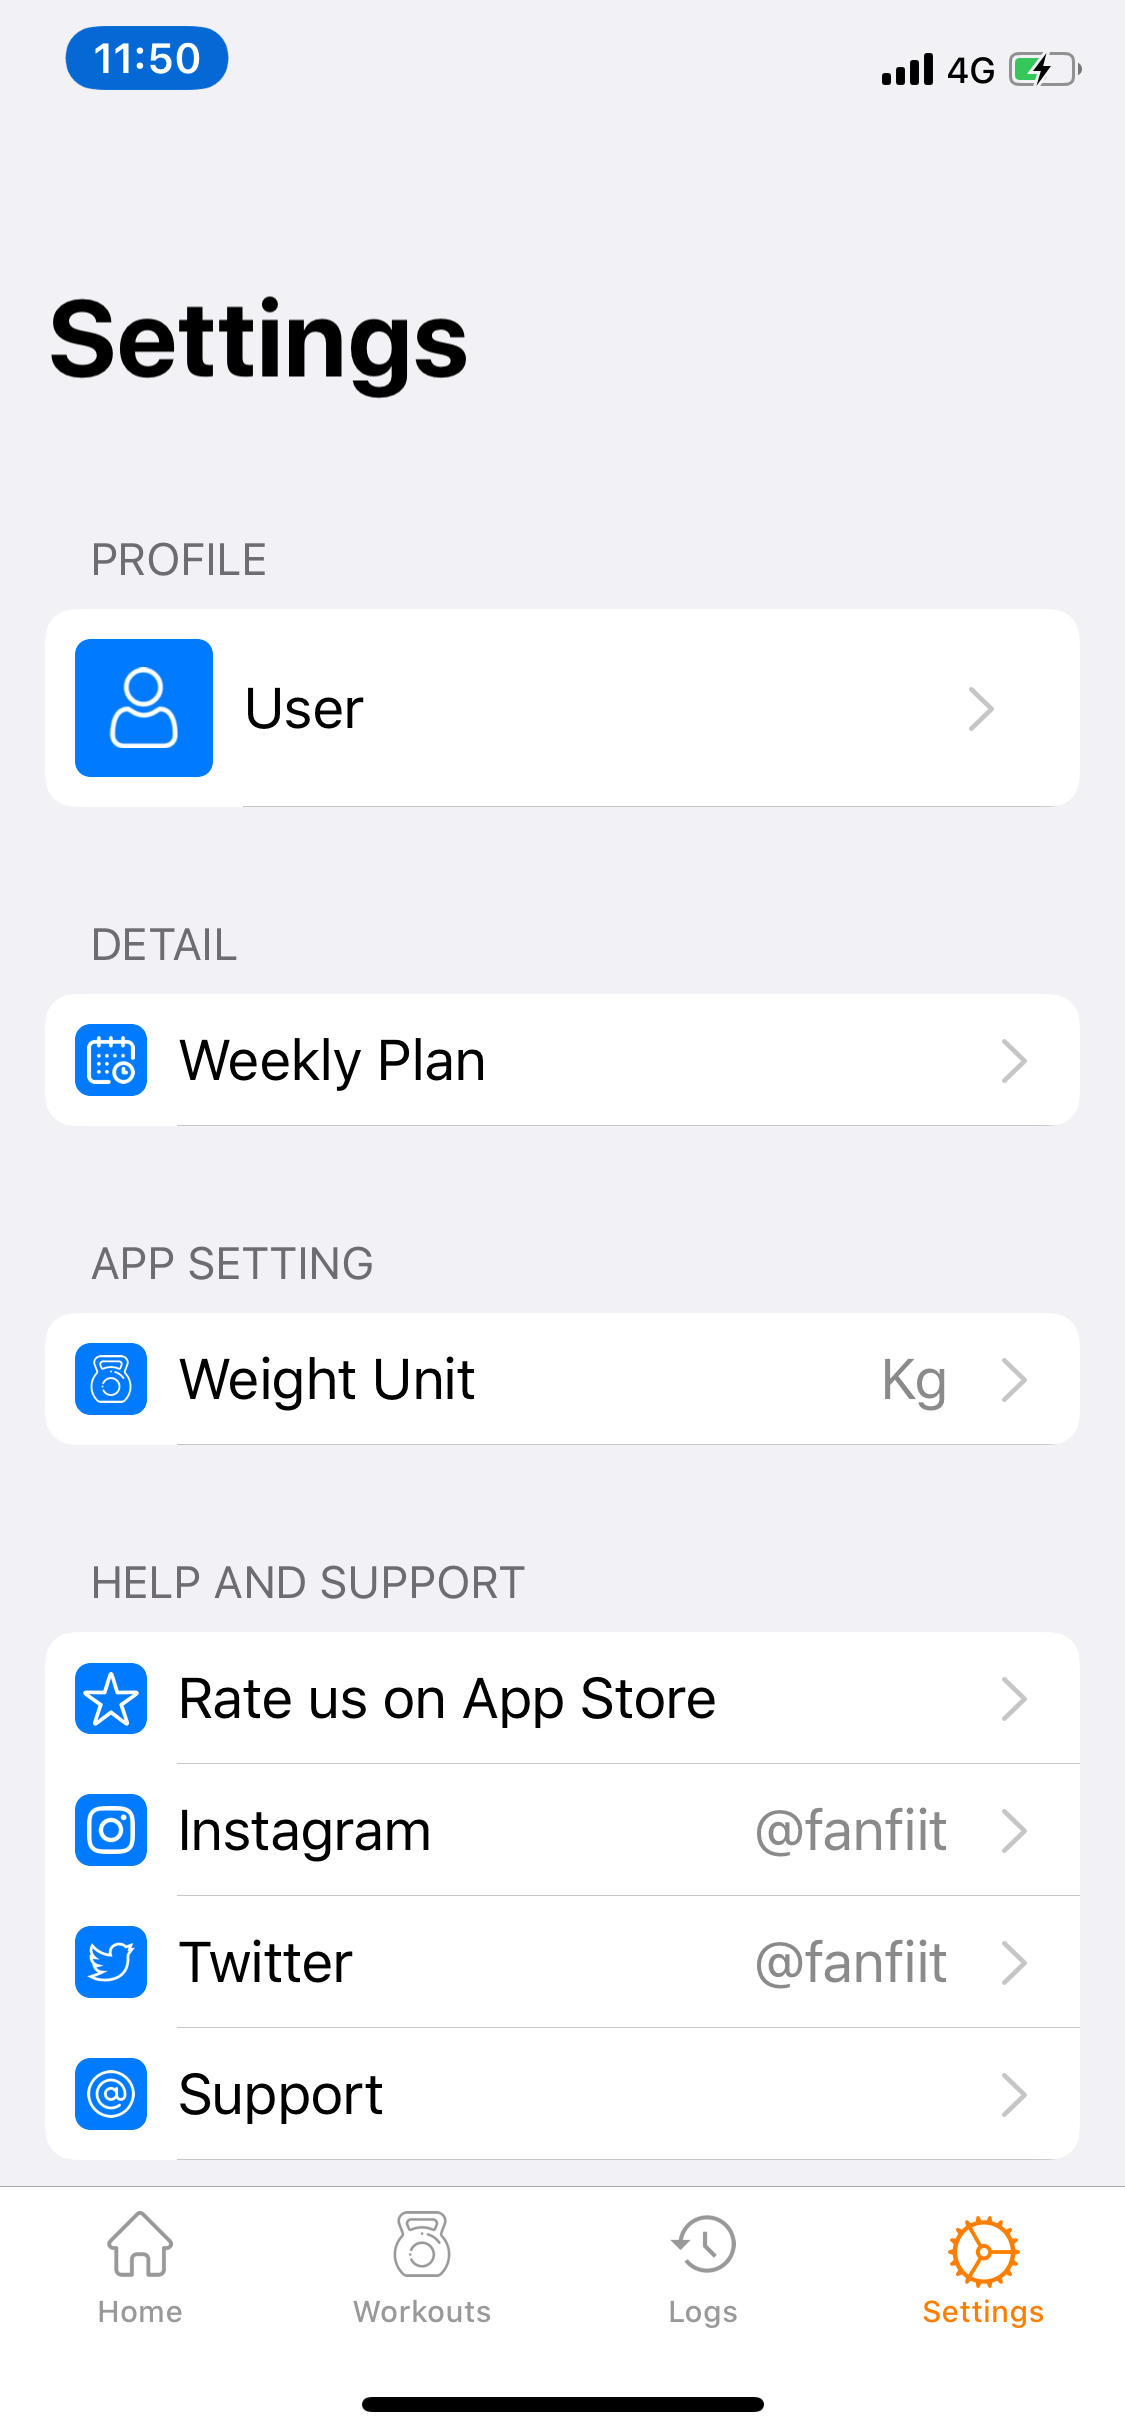 11:50
4G
Settings
PROFILE
User
DETAIL
Weekly Plan
APP SETTING
Weight Unit Kg
HELP AND SUPPORT
Rate us on App Store
Instagram @fanfiit
Twitter @fanfiit
Support
Home Workouts Logs Settings